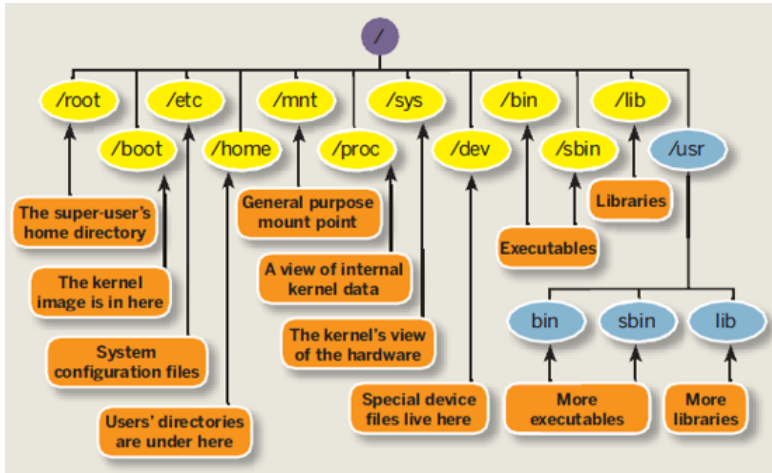 /
/root
/etc
/mnt
/sys
/bin
/lib
/boot
/home
/proc
/dev
/sbin
/usr
The super-user's
home directory
General purpose
mount point
Libraries
Executables
The kernel
image is in here
A view of internal
kernel data
bin
sbin
lib
System
configuration files
The kernel's view
of the hardware
Users' directories
are under here
Special device
files live here
More
executables
More
libraries